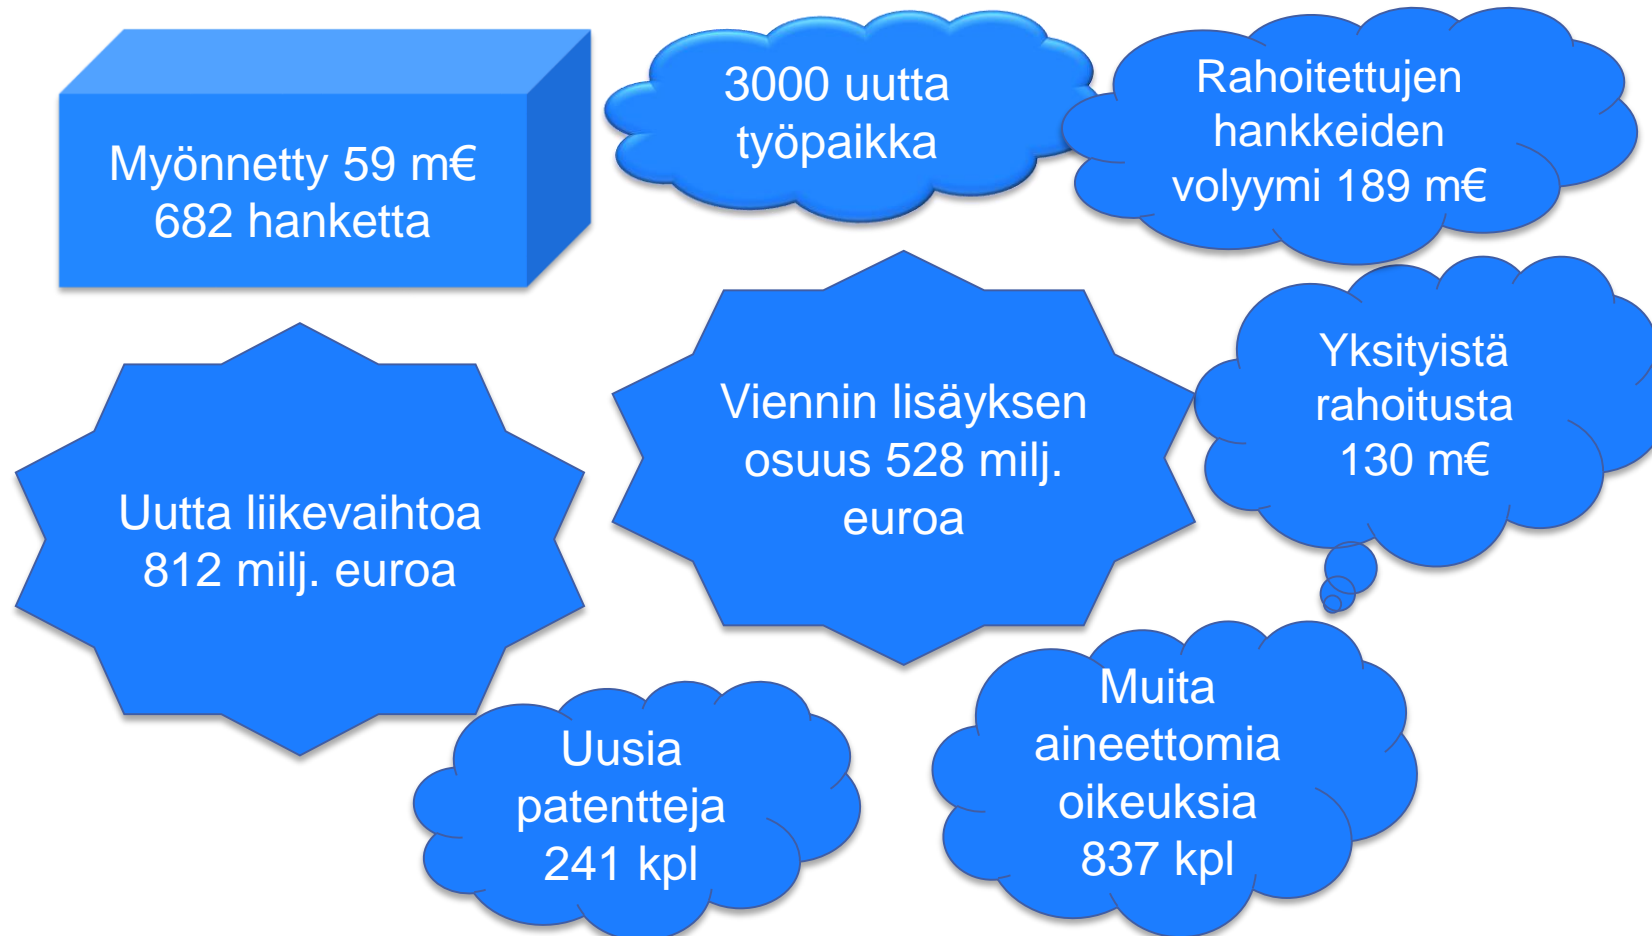 Myönnetty 59 m€
682 hanketta
3000 uutta
työpaikka
Rahoitettujen
hankkeiden
volyymi 189 m€
Uutta liikevaihtoa
812 milj. euroa
Viennin lisäyksen
osuus 528 milj.
euroa
Yksityistä
rahoitusta
130 m€
Uusia
patentteja
241 kpl
Muita
aineettomia
oikeuksia
837 kpl